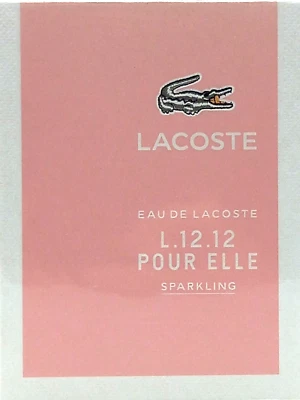 LACOSTE
EAU DE LACOSTE
L.12.12
POUR ELLE
SPARKLING